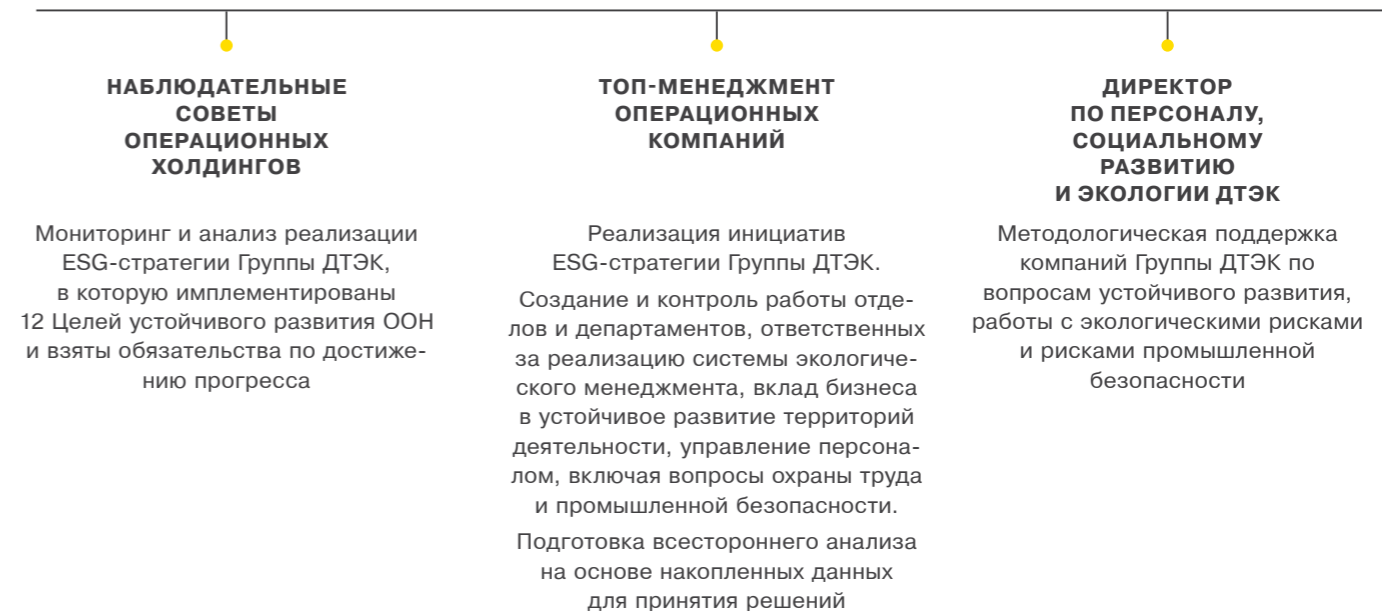 НАБЛЮДАТЕЛЬНЫЕ
СОВЕТЫ
ОПЕРАЦИОННЫХ
ХОЛДИНГОВ
Мониторинг и анализ реализации
ESG-стратегии Группы ДТЭК,
в которую имплементированы
12 Целей устойчивого развития ООН
и взяты обязательства по достиже-
нию прогресса
ТОП-МЕНЕДЖМЕНТ
ОПЕРАЦИОННЫХ
КОМПАНИЙ
Реализация инициатив
ESG-стратегии Группы ДТЭК.
Создание и контроль работы отде-
лов и департаментов, ответственных
за реализацию системы экологиче-
ского менеджмента, вклад бизнеса
в устойчивое развитие территорий
деятельности, управление персона-
лом, включая вопросы охраны труда
и промышленной безопасности.
Подготовка всестороннего анализа
на основе накопленных данных
для принятия решений
ДИРЕКТОР
ПО ПЕРСОНАЛУ,
СОЦИАЛЬНОМУ
РАЗВИТИЮ
И ЭКОЛОГИИ ДТЭК
Методологическая поддержка
компаний Группы ДТЭК по
вопросам устойчивого развития,
работы с экологическими рисками
и рисками промышленной
безопасности